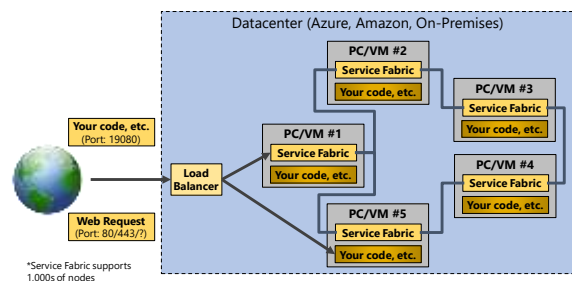 Datacenter (Azure, Amazon, On-Premises)
PC/VM #2
Service Fabric
Your code, etc.
PC/VM #3
Service Fabric
Your code, etc.
Your code, etc.
(Port: 19080)
PC/VM #1
Service Fabric
Your code, etc.
Load
Balancer
PC/VM #4
Service Fabric
Your code, etc.
PC/VM #5
Service Fabric
Your code, etc.
Web Request
(Port: 80/443/?)
*Service Fabric supports
1,000s of nodes